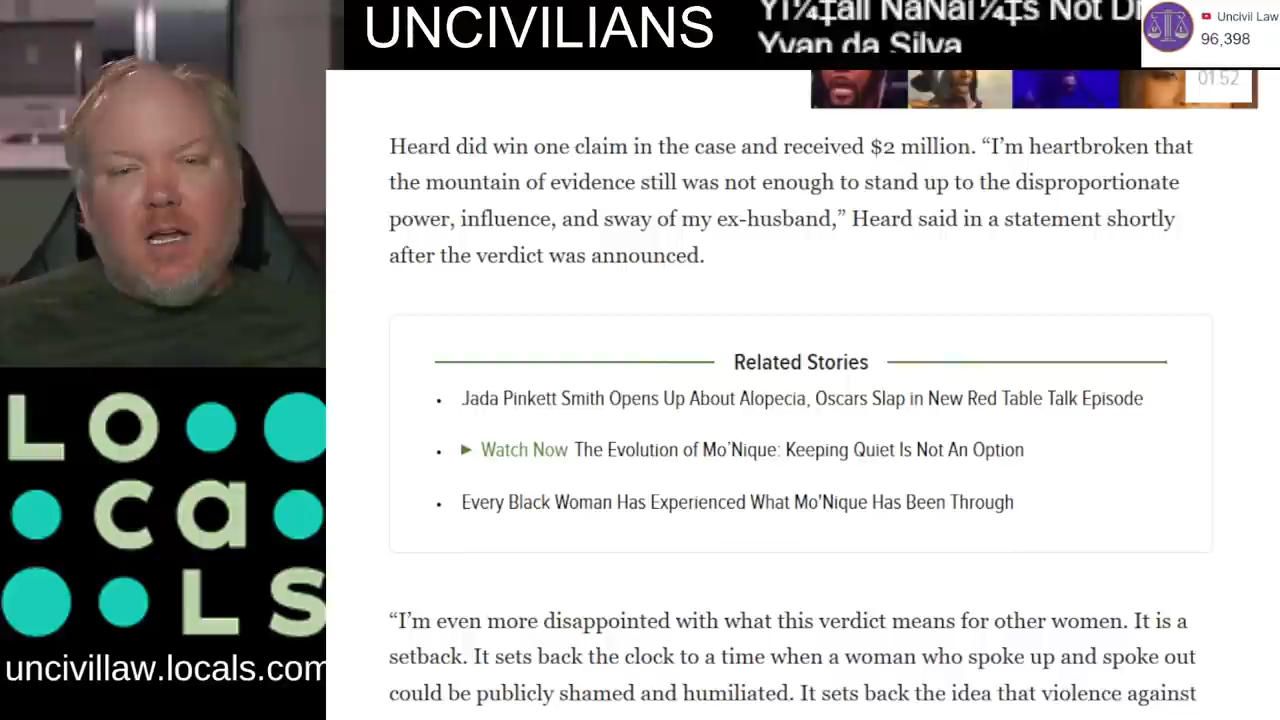 UNCIVILIANS
Yï¼‡all NaNaï¼‡s Not
Yvan da Silva
Uncivil Law
96,398
01:52
Heard did win one claim in the case and received $2 million. “I’m heartbroken that
the mountain of evidence still was not enough to stand up to the disproportionate
power, influence, and sway of my ex-husband,” Heard said in a statement shortly
after the verdict was announced.
Related Stories
• Jada Pinkett Smith Opens Up About Alopecia, Oscars Slap in New Red Table Talk Episode
• ▶ Watch Now The Evolution of Mo’Nique: Keeping Quiet Is Not An Option
• Every Black Woman Has Experienced What Mo'Nique Has Been Through
“I’m even more disappointed with what this verdict means for other women. It is a
setback. It sets back the clock to a time when a woman who spoke up and spoke out
could be publicly shamed and humiliated. It sets back the idea that violence against
LO
ca
LS
uncivillaw.locals.com